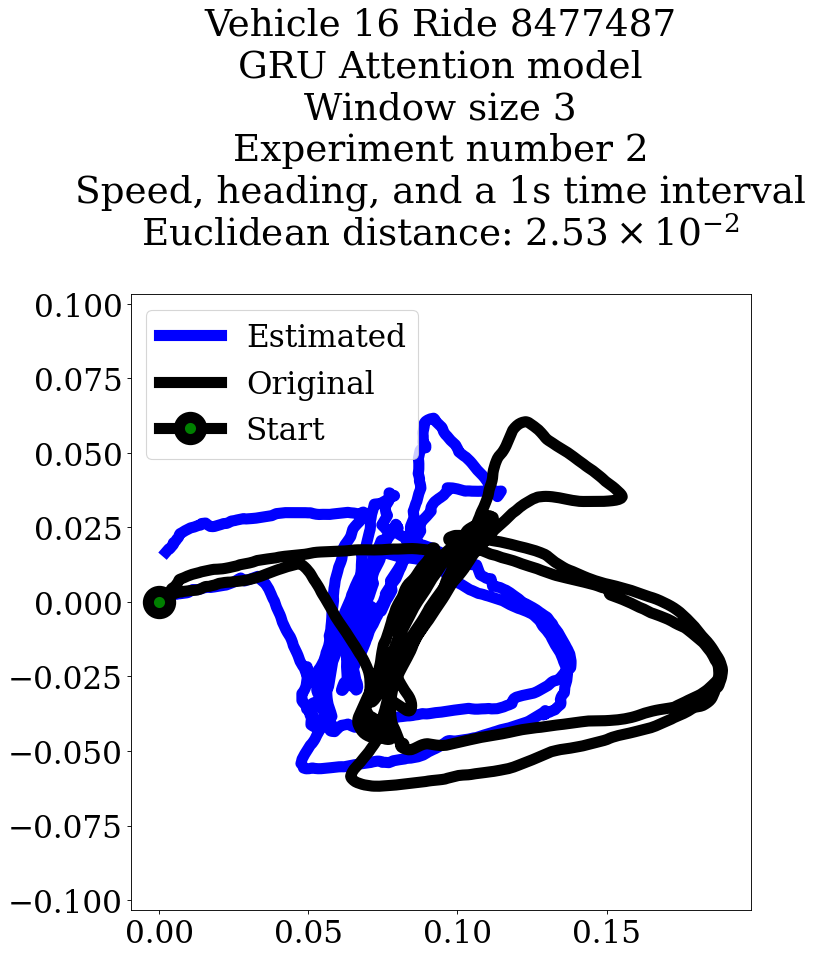 Vehicle 16 Ride 8477487
GRU Attention model
Window size 3
Experiment number 2
Speed, heading, and a 1s time interval
Euclidean distance: 2.53 × 10⁻²
0.100
Estimated
0.075
Original
Start
0.050
0.025
0.000
−0.025
−0.050
−0.075
−0.100
0.00 0.05 0.10 0.15